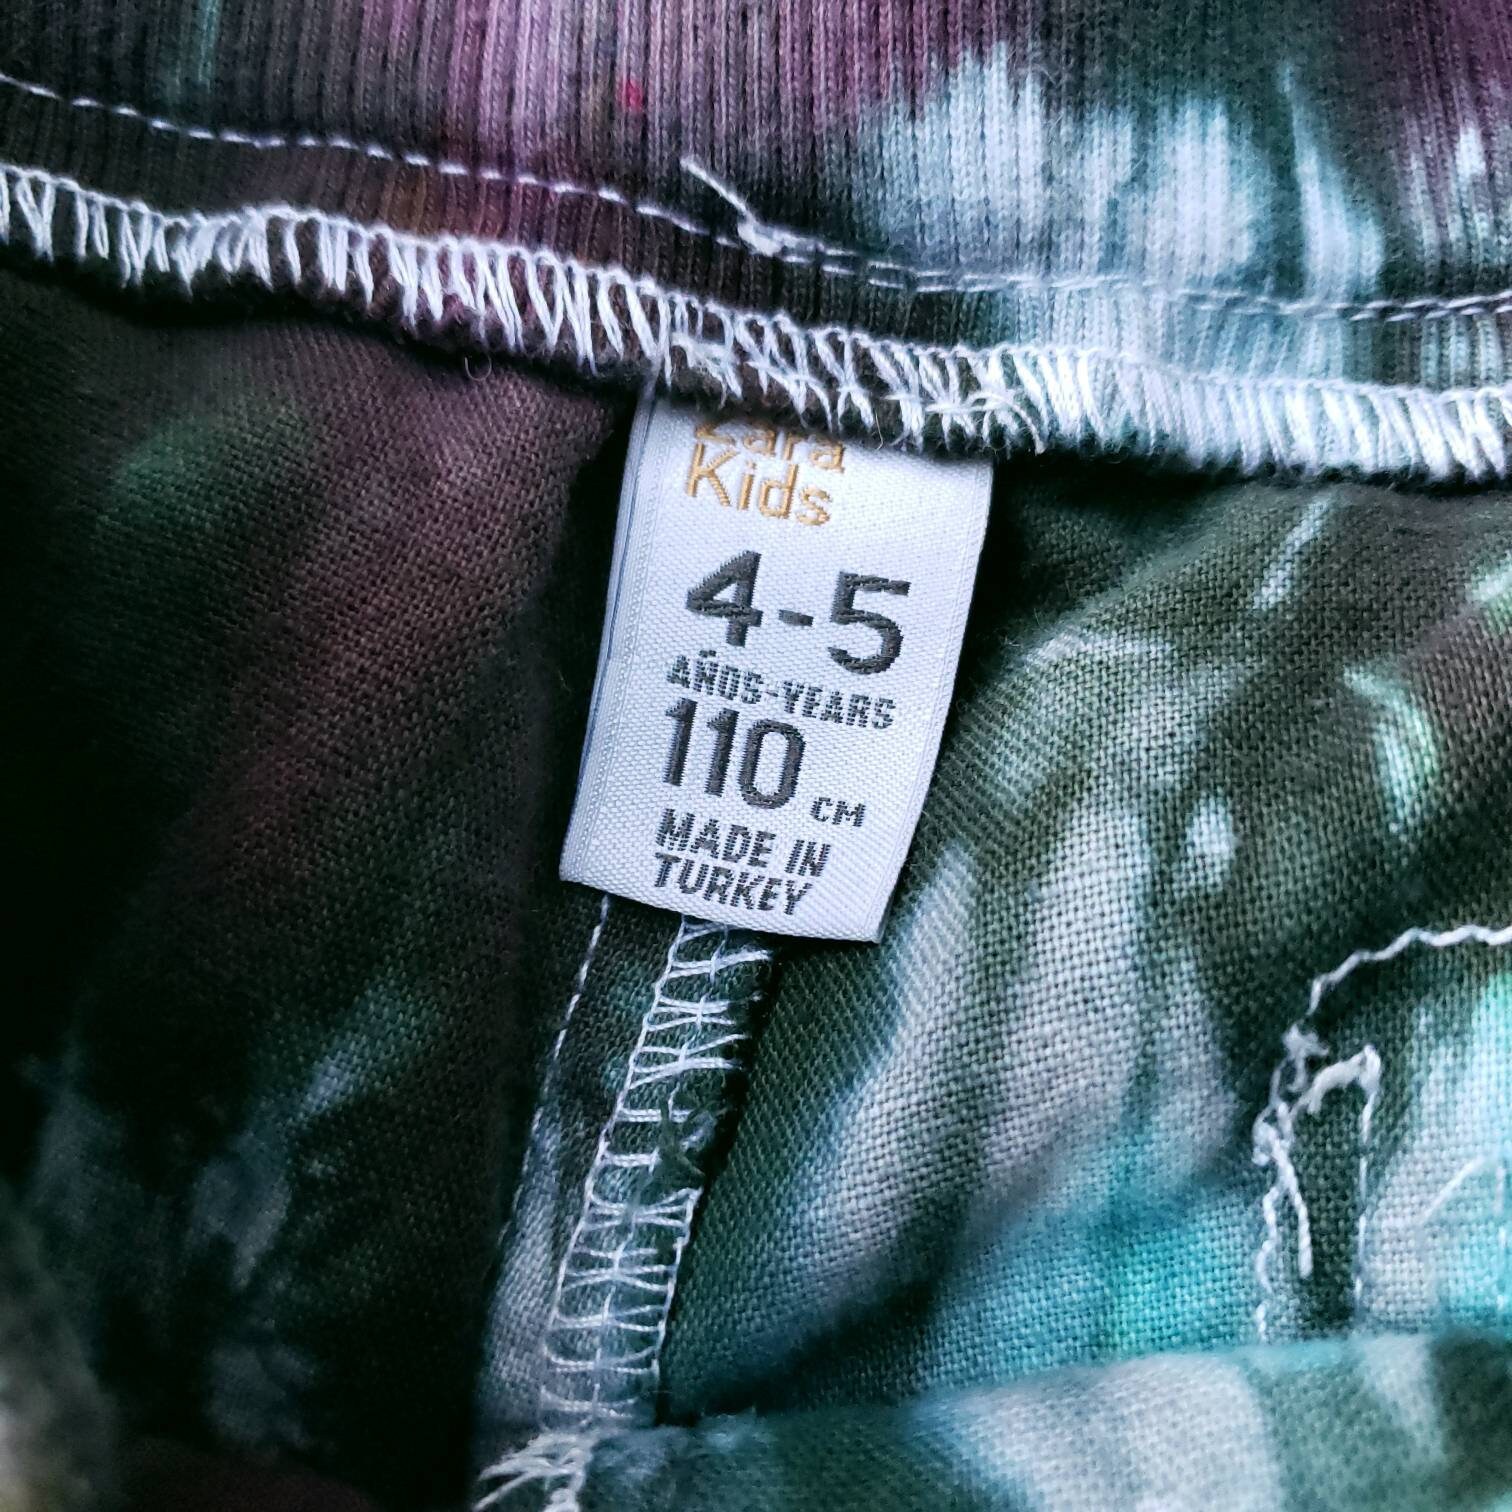 Zara
Kids
4-5
AÑOS-YEARS
110 CM
MADE IN
TURKEY